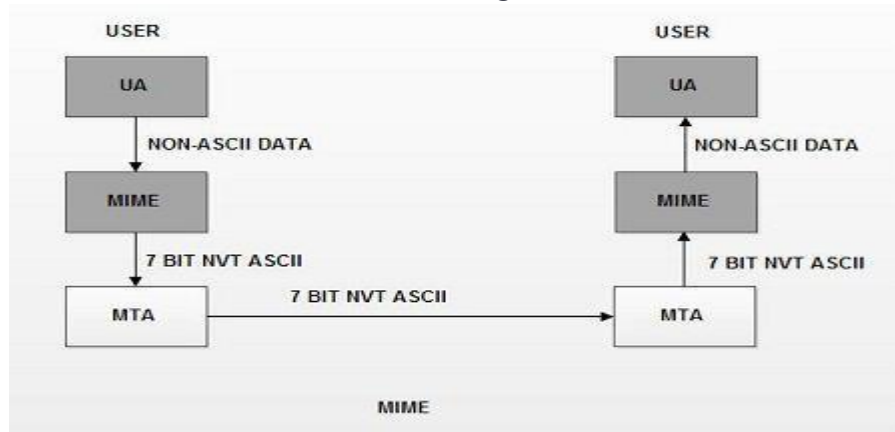 USER USER
UA UA
NON-ASCII DATA NON-ASCII DATA
MIME MIME
7 BIT NVT ASCII 7 BIT NVT ASCII
7 BIT NVT ASCII
MTA MTA
MIME